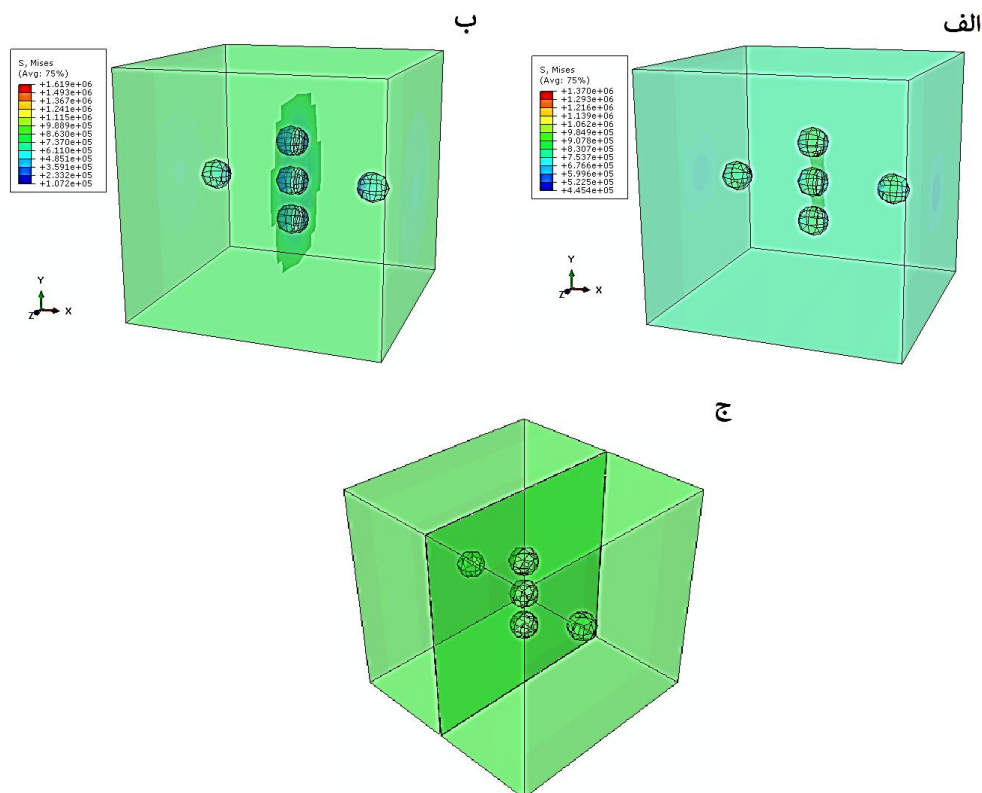 الف
S, Mises
(Avg: 75%)
+1.370e+06
+1.293e+06
+1.216e+06
+1.139e+06
+1.062e+06
+9.849e+05
+9.078e+05
+8.307e+05
+7.537e+05
+6.766e+05
+5.996e+05
+5.225e+05
+4.454e+05
Y
Z X
ب
S, Mises
(Avg: 75%)
+1.619e+06
+1.493e+06
+1.367e+06
+1.241e+06
+1.115e+06
+9.889e+05
+8.630e+05
+7.370e+05
+6.110e+05
+4.851e+05
+3.591e+05
+2.332e+05
+1.072e+05
Y
Z X
ج